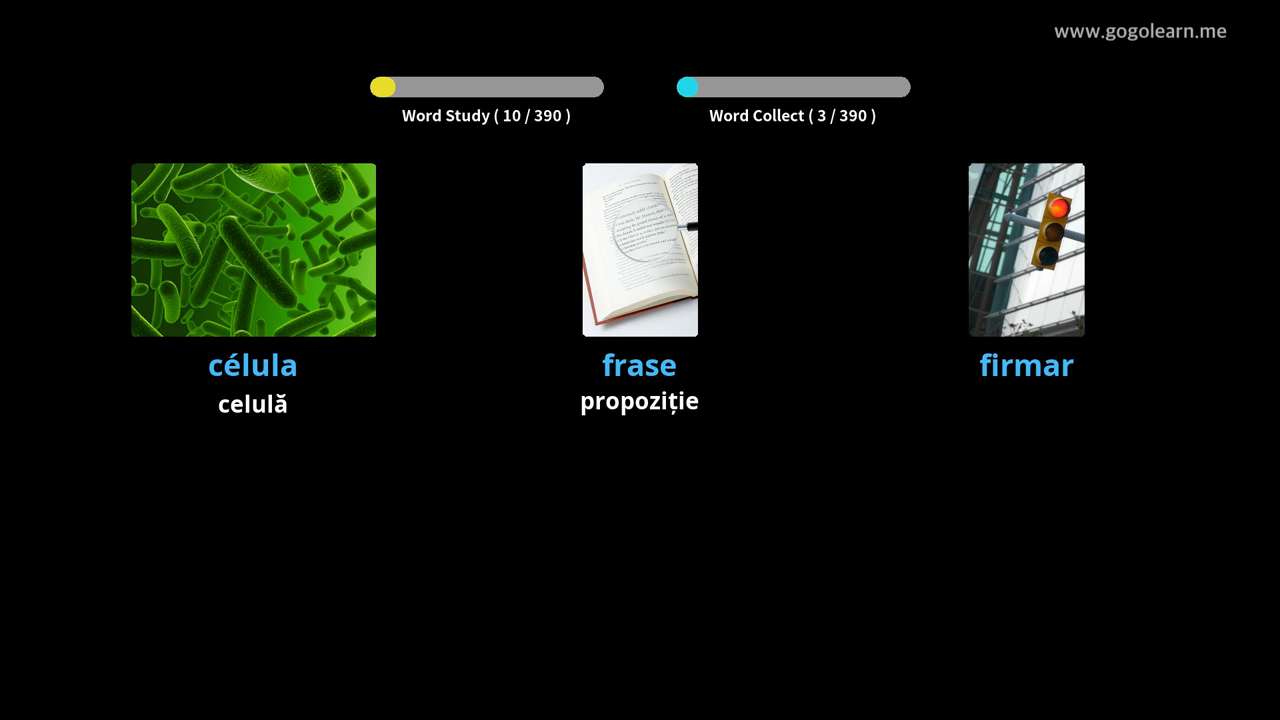 www.gogolearn.me
Word Study ( 10 / 390 )
Word Collect ( 3 / 390 )
célula
frase
firmar
celulă
propoziție